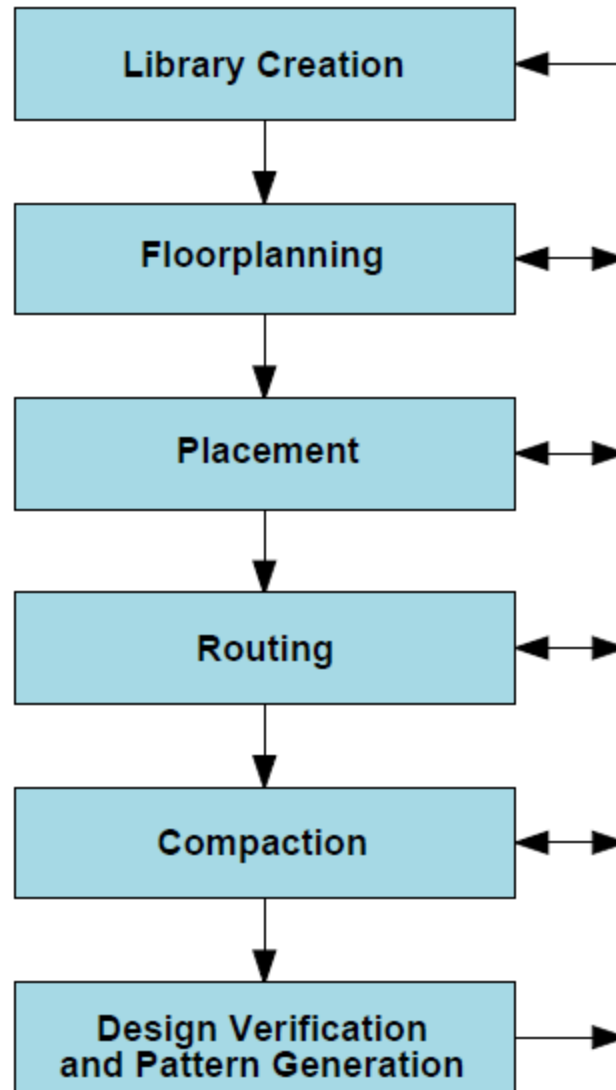 Library Creation
Floorplanning
Placement
Routing
Compaction
Design Verification
and Pattern Generation